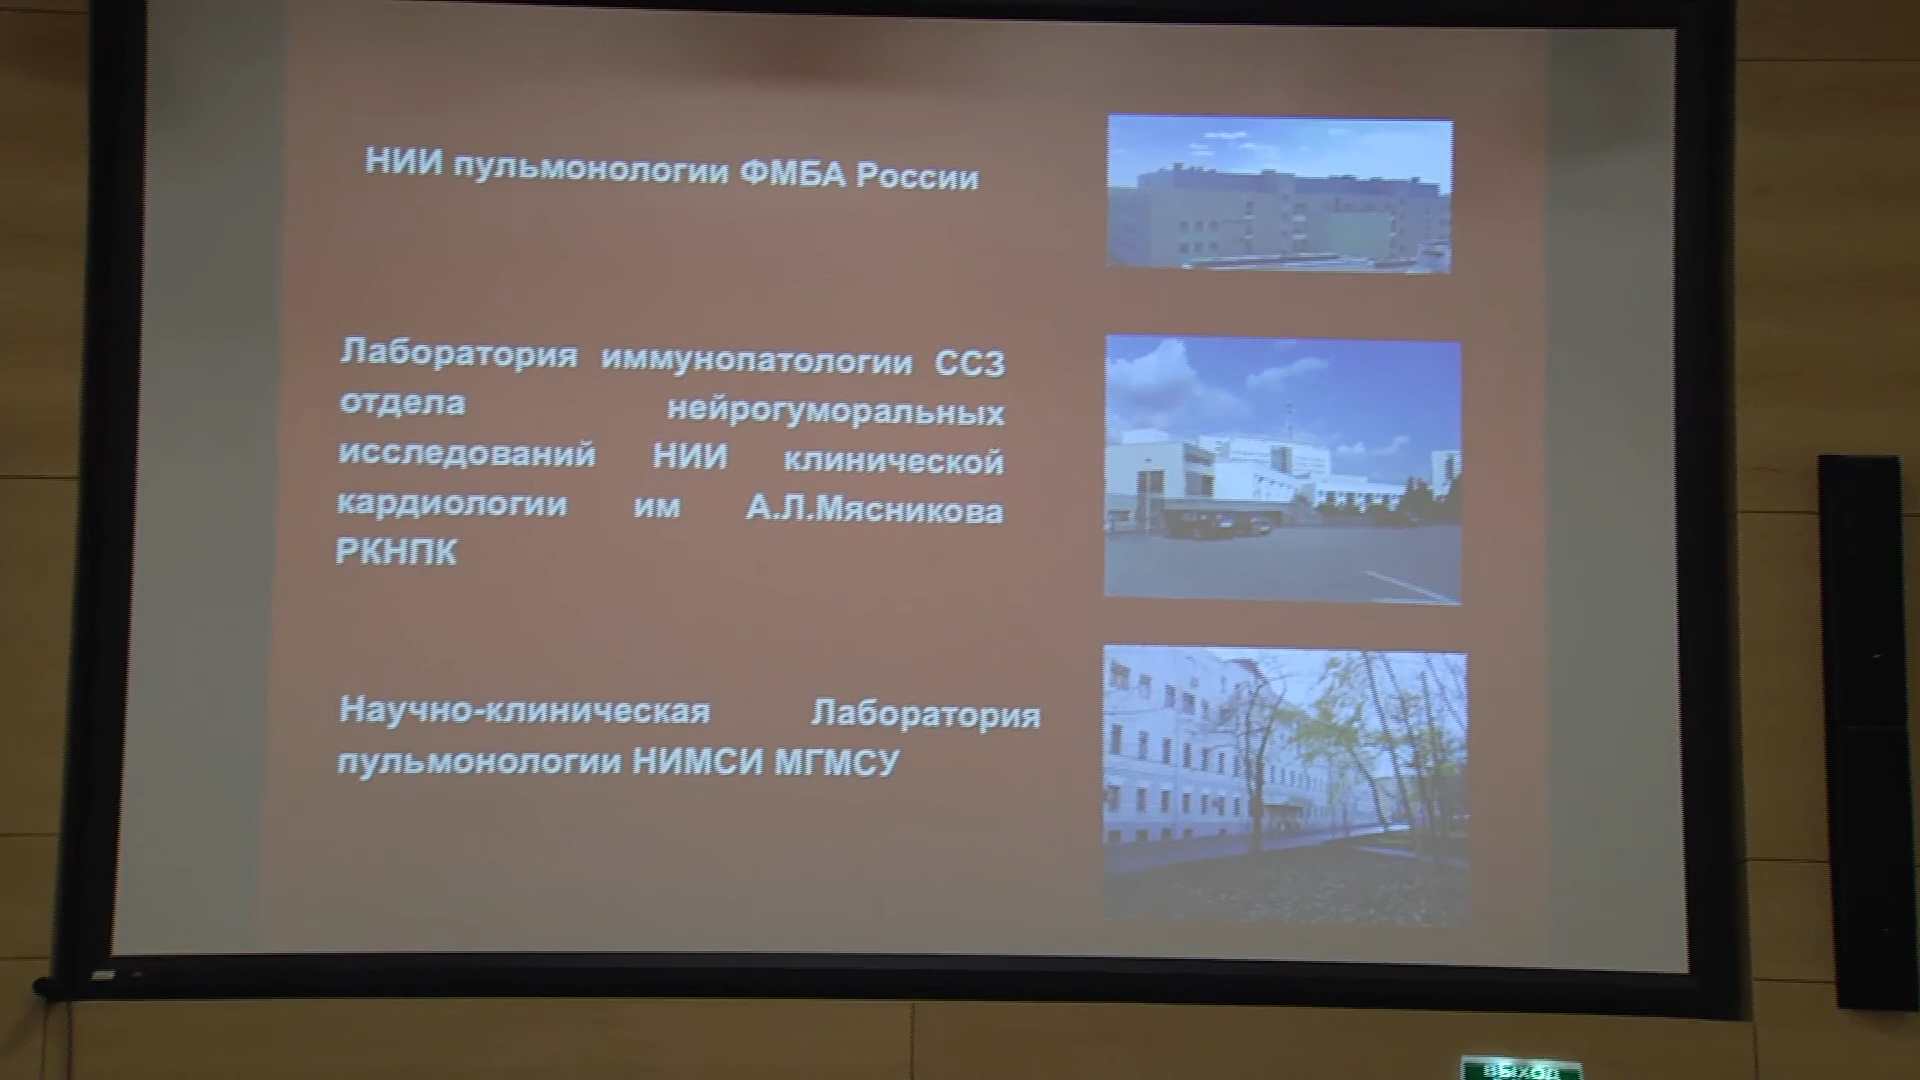 НИИ пульмонологии ФМБА России
Лаборатория иммунопатологии ССЗ
отдела нейрогуморальных
исследований НИИ клинической
кардиологии им А.Л.Мясникова
РКНПК
Научно-клиническая Лаборатория
пульмонологии НИМСИ МГМСУ
ВЫХОД